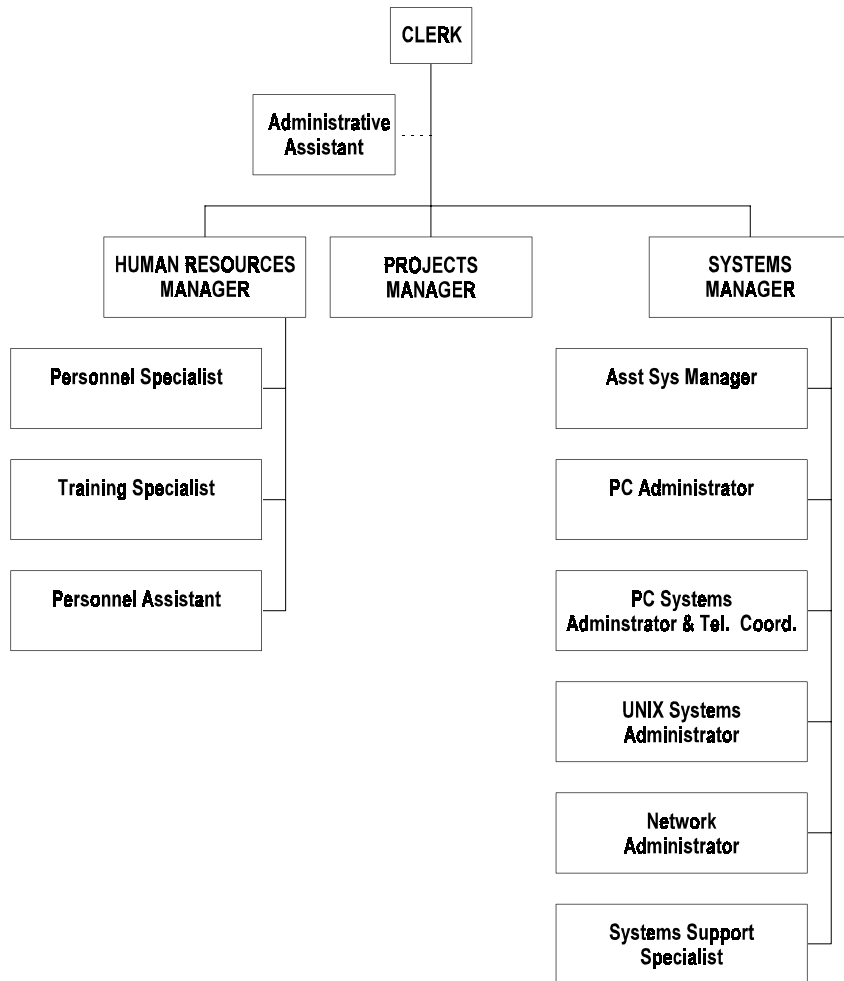 CLERK
Administrative
Assistant
HUMAN RESOURCES
MANAGER
PROJECTS
MANAGER
SYSTEMS
MANAGER
Personnel Specialist
Asst Sys Manager
Training Specialist
PC Administrator
Personnel Assistant
PC Systems
Adminstrator & Tel. Coord.
UNIX Systems
Administrator
Network
Administrator
Systems Support
Specialist